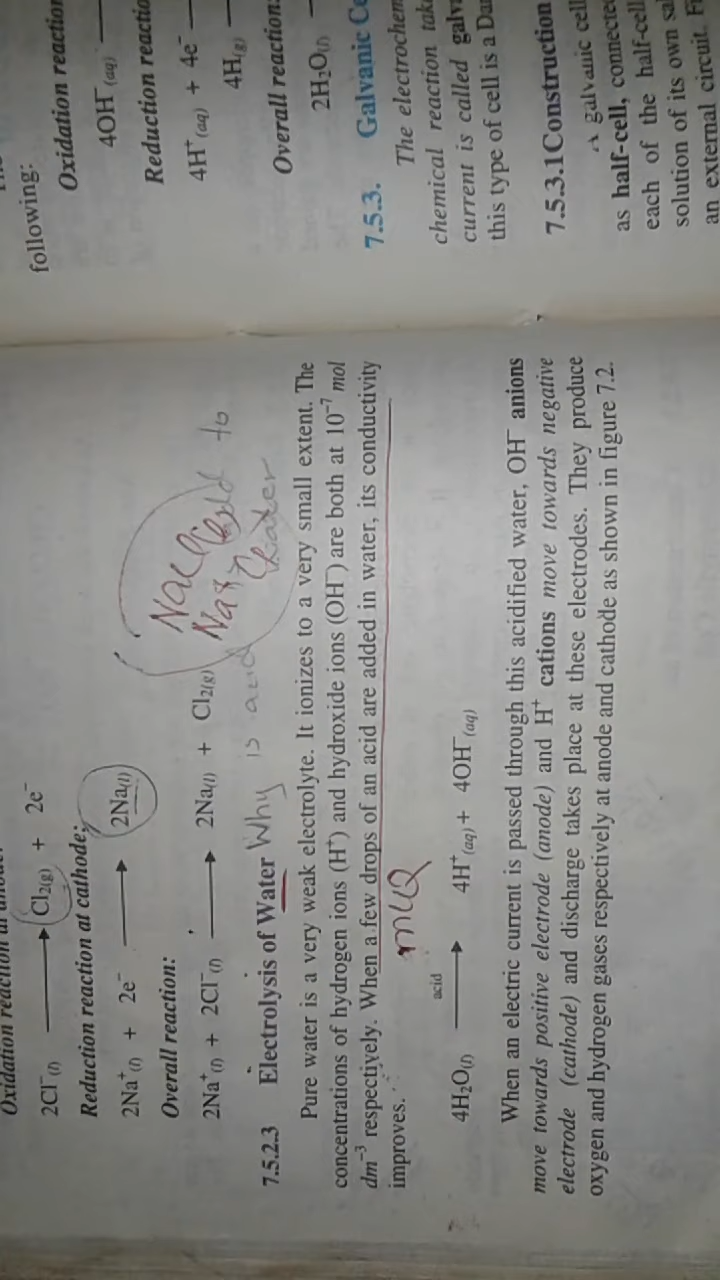 Oxidation reaction at anode:
2Cl⁻(l) ⟶ Cl₂(g) + 2e⁻
Reduction reaction at cathode;
2Na⁺(l) + 2e⁻ ⟶ 2Na(l)
Overall reaction:
2Na⁺(l) + 2Cl⁻(l) ⟶ 2Na(l) + Cl₂(g)
7.5.2.3 Electrolysis of Water Why is acid
to
water
Pure water is a very weak electrolyte. It ionizes to a very small extent. The
concentrations of hydrogen ions (H⁺) and hydroxide ions (OH⁻) are both at 10⁻⁷ mol
dm⁻³ respectively. When a few drops of an acid are added in water, its conductivity
improves.
MCQ
acid
4H₂O(l) ⟶ 4H⁺(aq) + 4OH⁻(aq)
When an electric current is passed through this acidified water, OH⁻ anions
move towards positive electrode (anode) and H⁺ cations move towards negative
electrode (cathode) and discharge takes place at these electrodes. They produce
oxygen and hydrogen gases respectively at anode and cathode as shown in figure 7.2.
following:
Oxidation reaction
4OH⁻(aq)
Reduction reactio
4H⁺(aq) + 4e⁻
4H(g)
Overall reaction:
2H₂O(l)
7.5.3. Galvanic Ce
The electrochem
chemical reaction tak
current is called galv
this type of cell is a Dan
7.5.3.1Construction
A galvanic cell
as half-cell, connected
each of the half-cell
solution of its own sal
an external circuit. Fi